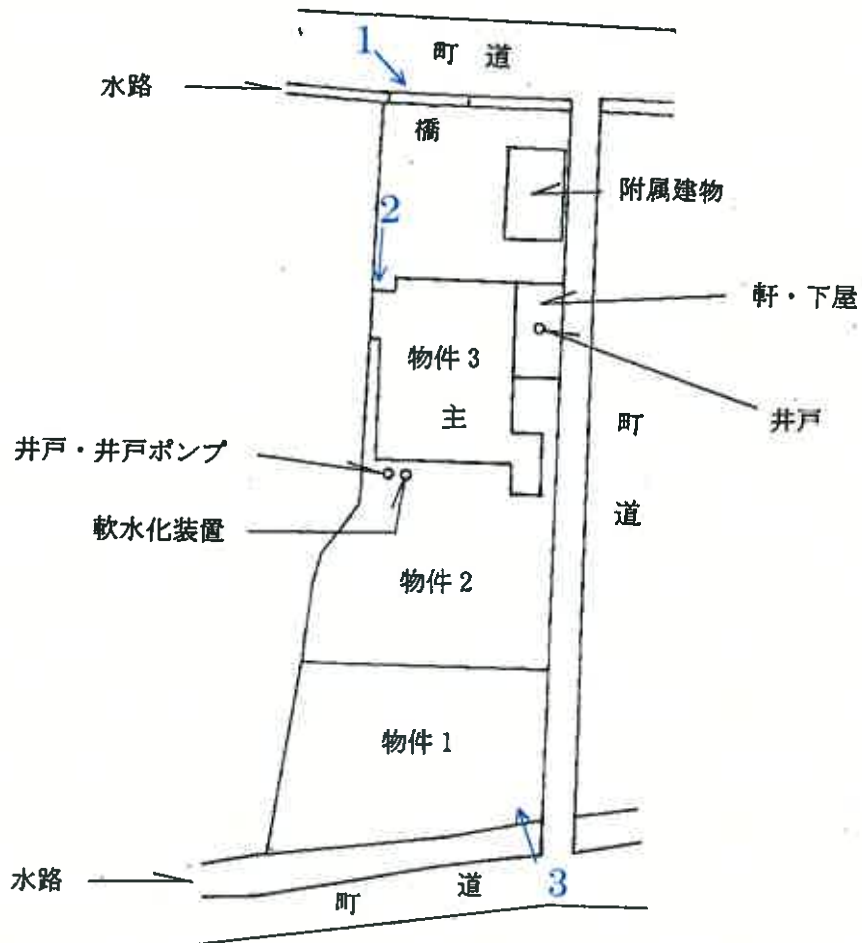 1
町 道
水路
橋
附属建物
2
軒・下屋
物件 3
主
井戸
町
道
井戸・井戸ポンプ
軟水化装置
物件 2
物件 1
水路
町 道
3